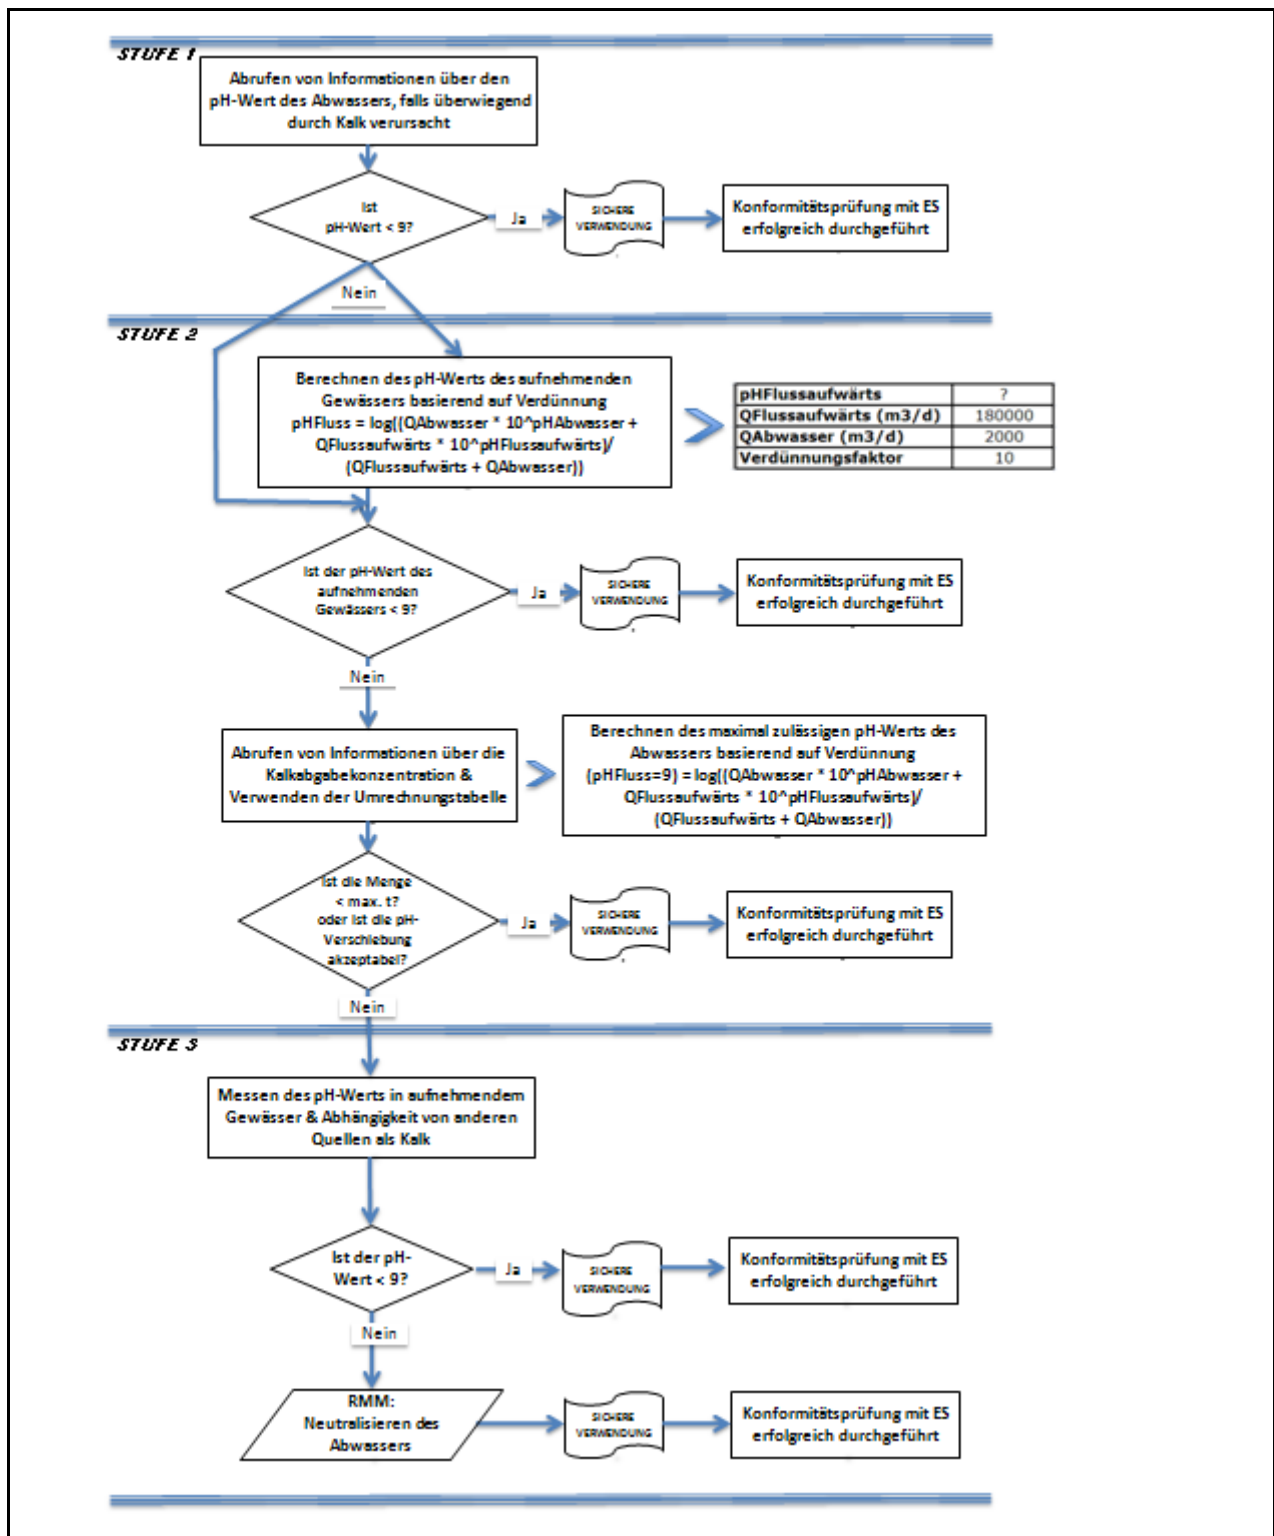 STUFE 1
Abrufen von Informationen über den
pH-Wert des Abwassers, falls überwiegend
durch Kalk verursacht
Ist
pH-Wert < 9?
Ja
SICHERE
VERWENDUNG
Konformitätsprüfung mit ES
erfolgreich durchgeführt
Nein
STUFE 2
Berechnen des pH-Werts des aufnehmenden
Gewässers basierend auf Verdünnung
pHFluss = log((QAbwasser * 10^pHAbwasser +
QFlussaufwärts * 10^pHFlussaufwärts)/
(QFlussaufwärts + QAbwasser))
pHFlussaufwärts ?
QFlussaufwärts (m3/d) 180000
QAbwasser (m3/d) 2000
Verdünnungsfaktor 10
Ist der pH-Wert des
aufnehmenden
Gewässers < 9?
Ja
SICHERE
VERWENDUNG
Konformitätsprüfung mit ES
erfolgreich durchgeführt
Nein
Abrufen von Informationen über die
Kalkabgabekonzentration &
Verwenden der Umrechnungstabelle
Berechnen des maximal zulässigen pH-Werts des
Abwassers basierend auf Verdünnung
(pHFluss=9) = log((QAbwasser * 10^pHAbwasser +
QFlussaufwärts * 10^pHFlussaufwärts)/
(QFlussaufwärts + QAbwasser))
Ist die Menge
< max. t?
oder ist die pH-
Verschiebung
akzeptabel?
Ja
SICHERE
VERWENDUNG
Konformitätsprüfung mit ES
erfolgreich durchgeführt
Nein
STUFE 3
Messen des pH-Werts in aufnehmendem
Gewässer & Abhängigkeit von anderen
Quellen als Kalk
Ist der pH-
Wert < 9?
Ja
SICHERE
VERWENDUNG
Konformitätsprüfung mit ES
erfolgreich durchgeführt
Nein
RMM:
Neutralisieren des
Abwassers
SICHERE
VERWENDUNG
Konformitätsprüfung mit ES
erfolgreich durchgeführt